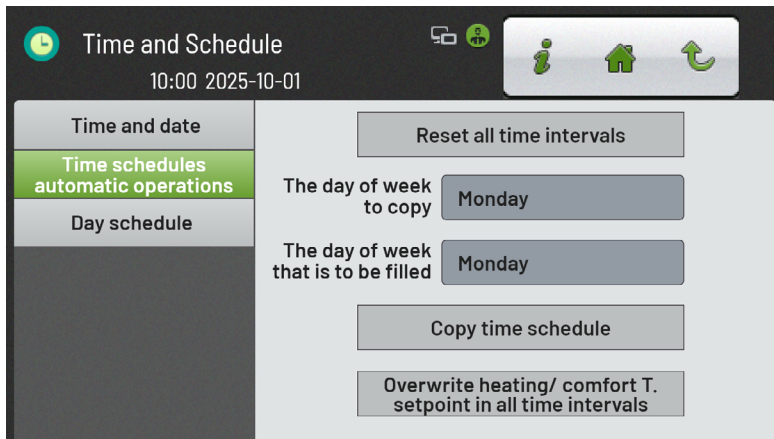 Time and Schedule
10:00 2025-10-01
Time and date
Time schedules
automatic operations
Day schedule
Reset all time intervals
The day of week
to copy
Monday
The day of week
that is to be filled
Monday
Copy time schedule
Overwrite heating/ comfort T.
setpoint in all time intervals